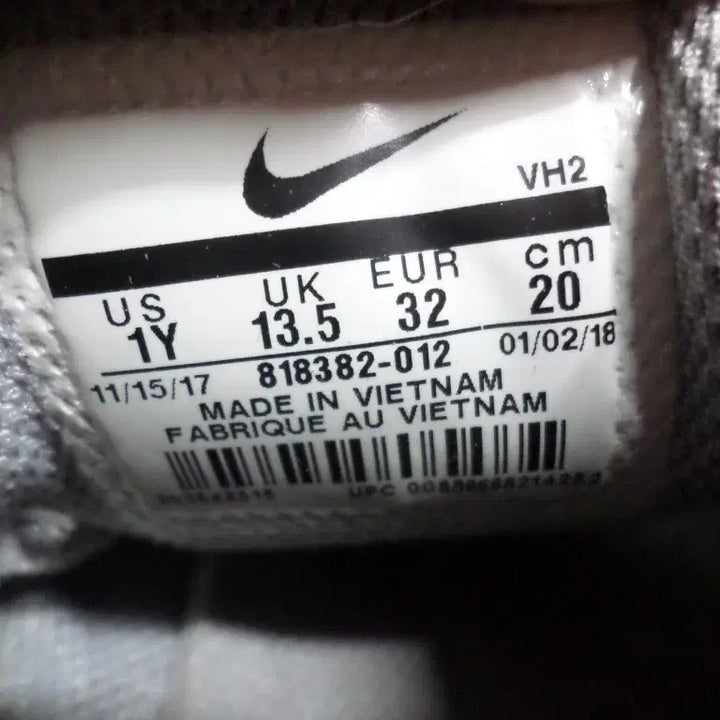 VH2
US UK EUR cm
1Y 13.5 32 20
11/15/17 818382-012 01/02/18
MADE IN VIETNAM
FABRIQUE AU VIETNAM
UPC